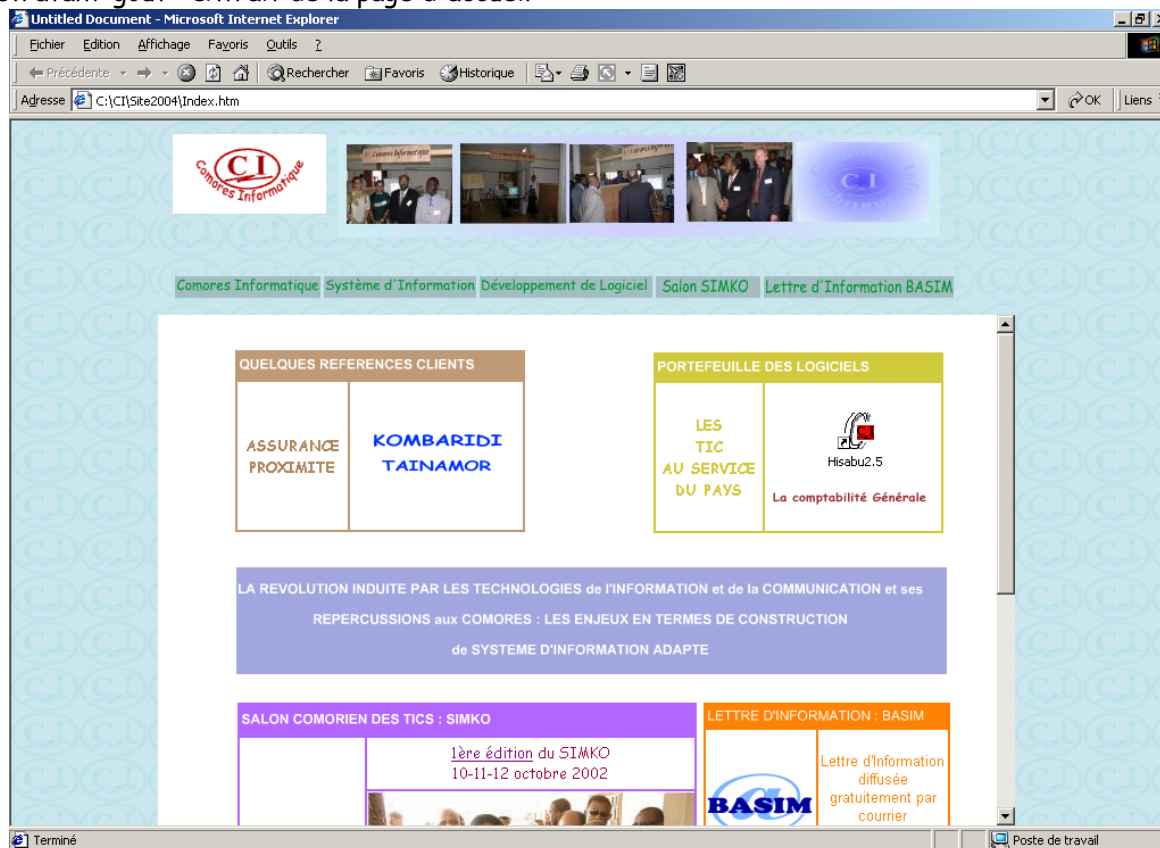 Untitled Document - Microsoft Internet Explorer
Fichier Edition Affichage Favoris Outils ?
Précédente Rechercher Favoris Historique
Adresse C:\CI\Site2004\Index.htm OK Liens
CI
Comores Informatique
C I
Comores Informatique Système d'Information Développement de Logiciel Salon SIMKO Lettre d'Information BASIM
QUELQUES REFERENCES CLIENTS
ASSURANCE
PROXIMITE
KOMBARIDI
TAINAMOR
PORTEFEUILLE DES LOGICIELS
LES
TIC
AU SERVICE
DU PAYS
Hisabu2.5
La comptabilité Générale
LA REVOLUTION INDUITE PAR LES TECHNOLOGIES de l'INFORMATION et de la COMMUNICATION et ses
REPERCUSSIONS aux COMORES : LES ENJEUX EN TERMES DE CONSTRUCTION
de SYSTEME D'INFORMATION ADAPTE
SALON COMORIEN DES TICS : SIMKO
1ère édition du SIMKO
10-11-12 octobre 2002
LETTRE D'INFORMATION : BASIM
BASIM
Lettre d'Information
diffusée
gratuitement par
courrier
Terminé Poste de travail